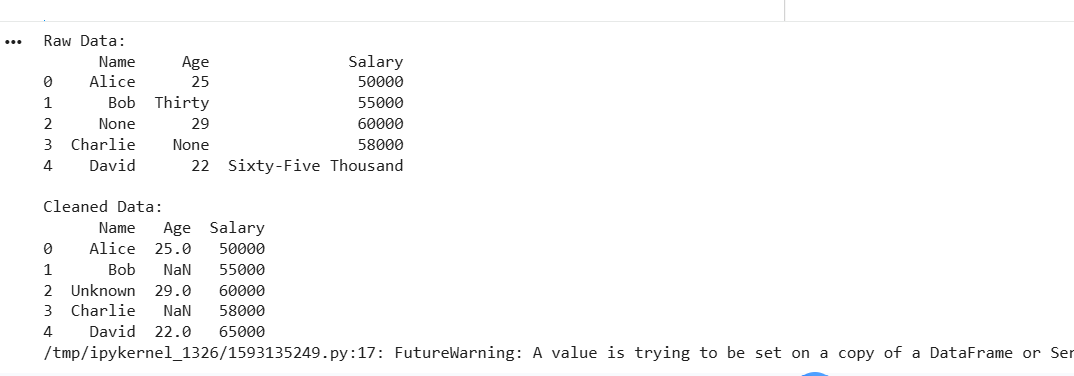 Raw Data:
Name Age Salary
0 Alice 25 50000
1 Bob Thirty 55000
2 None 29 60000
3 Charlie None 58000
4 David 22 Sixty-Five Thousand
Cleaned Data:
Name Age Salary
0 Alice 25.0 50000
1 Bob NaN 55000
2 Unknown 29.0 60000
3 Charlie NaN 58000
4 David 22.0 65000
/tmp/ipykernel_1326/1593135249.py:17: FutureWarning: A value is trying to be set on a copy of a DataFrame or Ser